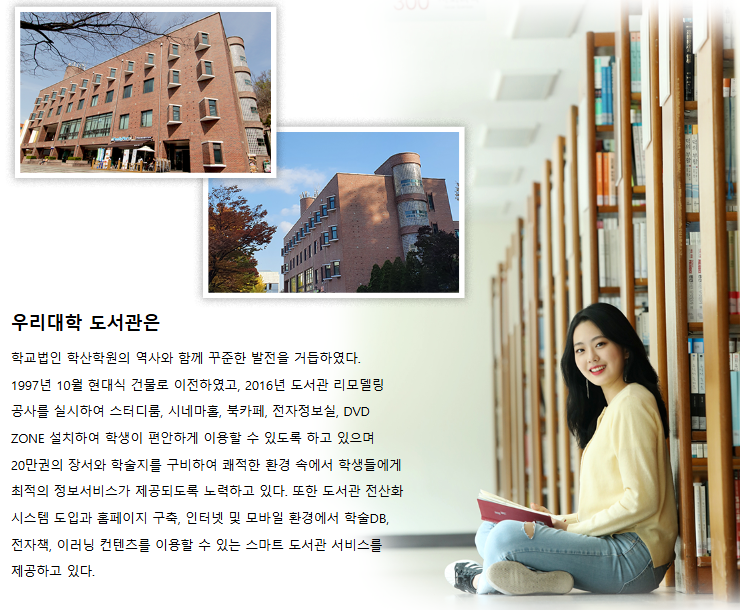 300
우리대학 도서관은
학교법인 학산학원의 역사와 함께 꾸준한 발전을 거듭하였다.
1997년 10월 현대식 건물로 이전하였고, 2016년 도서관 리모델링
공사를 실시하여 스터디룸, 시네마홀, 북카페, 전자정보실, DVD
ZONE 설치하여 학생이 편안하게 이용할 수 있도록 하고 있으며
20만권의 장서와 학술지를 구비하여 쾌적한 환경 속에서 학생들에게
최적의 정보서비스가 제공되도록 노력하고 있다. 또한 도서관 전산화
시스템 도입과 홈페이지 구축, 인터넷 및 모바일 환경에서 학술DB,
전자책, 이러닝 컨텐츠를 이용할 수 있는 스마트 도서관 서비스를
제공하고 있다.